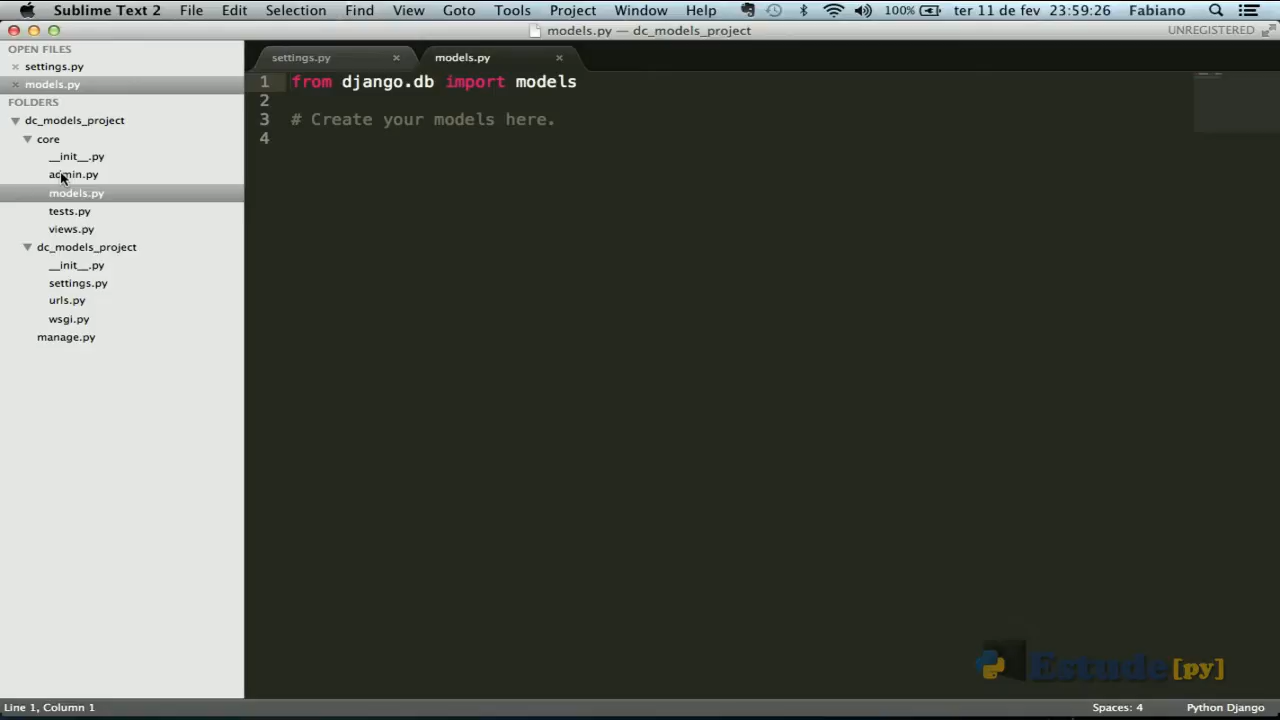 Sublime Text 2 File Edit Selection Find View Goto Tools Project Window Help 100% ter 11 de fev 23:59:26 Fabiano
models.py — dc_models_project UNREGISTERED
OPEN FILES
settings.py
models.py
FOLDERS
dc_models_project
core
__init__.py
admin.py
models.py
tests.py
views.py
dc_models_project
__init__.py
settings.py
urls.py
wsgi.py
manage.py
settings.py models.py
1 from django.db import models
2
3 # Create your models here.
4
Estude[py]
Line 1, Column 1 Spaces: 4 Python Django